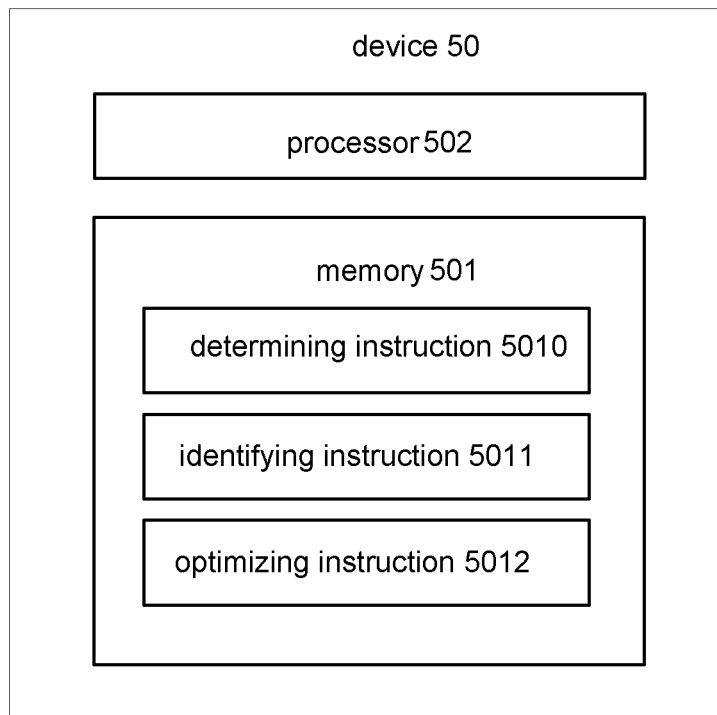 device 50
processor 502
memory 501
determining instruction 5010
identifying instruction 5011
optimizing instruction 5012